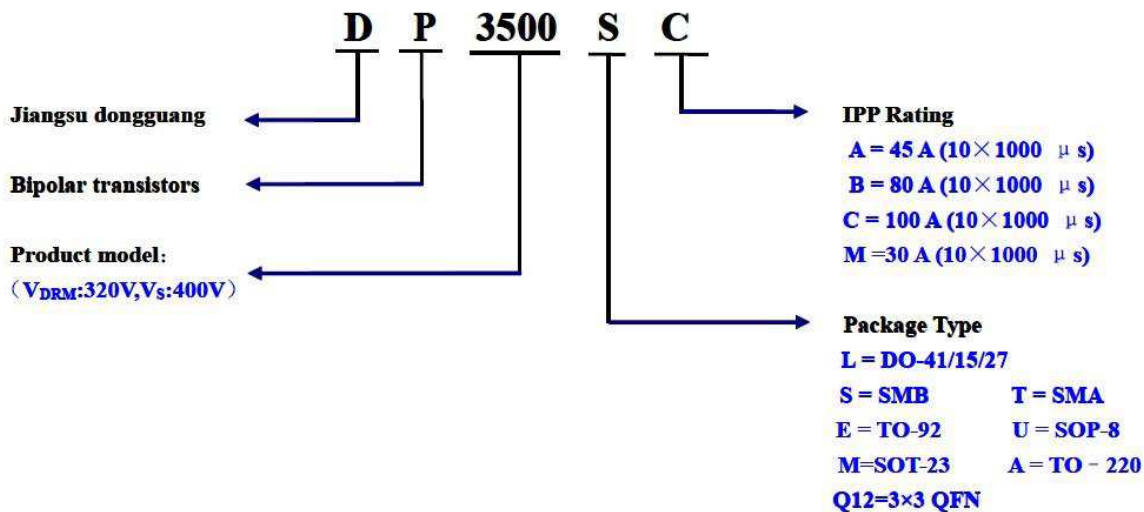 D P 3500 S C
Jiangsu dongguang
Bipolar transistors
Product model:
（VDRM:320V,VS:400V）
IPP Rating
A = 45 A (10×1000 μ s)
B = 80 A (10×1000 μ s)
C = 100 A (10×1000 μ s)
M =30 A (10×1000 μ s)
Package Type
L = DO-41/15/27
S = SMB T = SMA
E = TO-92 U = SOP-8
M=SOT-23 A = TO - 220
Q12=3×3 QFN